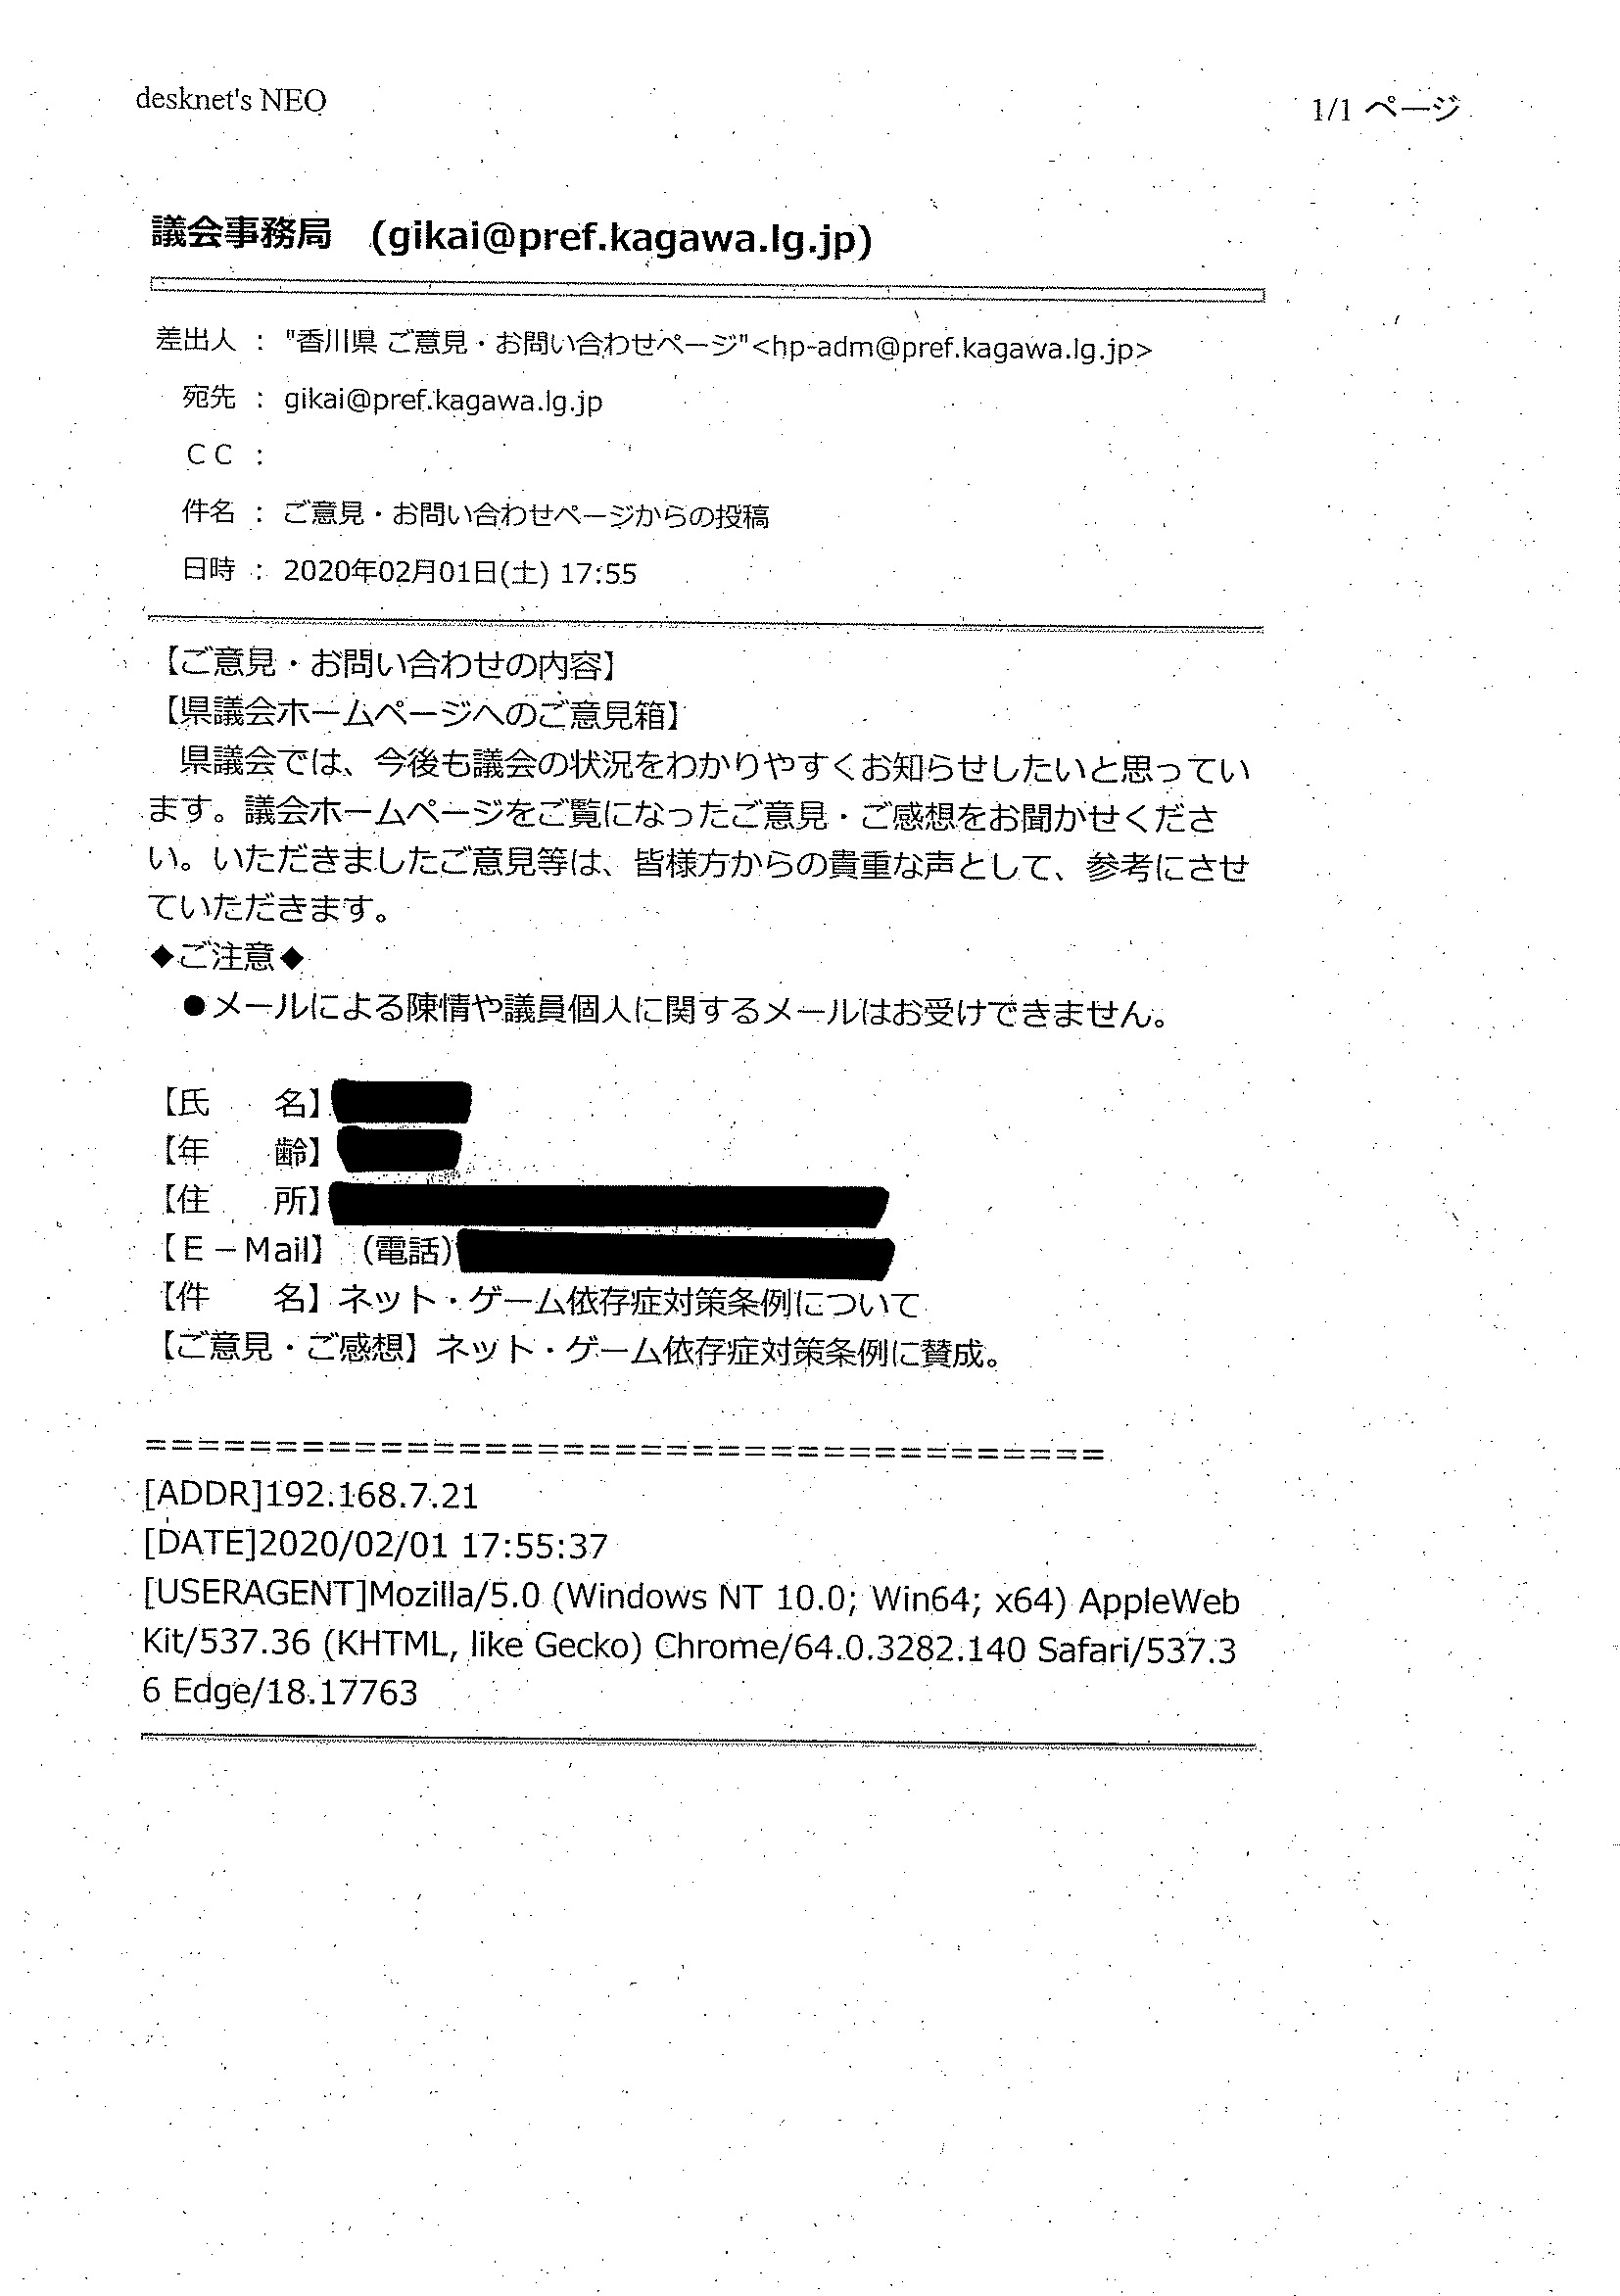 desknet's NEO
1/1 ページ
議会事務局 (gikai@pref.kagawa.lg.jp)
差出人 : "香川県 ご意見・お問い合わせページ"<hp-adm@pref.kagawa.lg.jp>
宛先 : gikai@pref.kagawa.lg.jp
ＣＣ :
件名 : ご意見・お問い合わせページからの投稿
日時 : 2020年02月01日(土) 17:55
【ご意見・お問い合わせの内容】
【県議会ホームページへのご意見箱】
　県議会では、今後も議会の状況をわかりやすくお知らせしたいと思ってい
ます。議会ホームページをご覧になったご意見・ご感想をお聞かせくださ
い。いただきましたご意見等は、皆様方からの貴重な声として、参考にさせ
ていただきます。
◆ご注意◆
　●メールによる陳情や議員個人に関するメールはお受けできません。
【氏　　名】
【年　　齢】
【住　　所】
【Ｅ－Mail】（電話）
【件　　名】ネット・ゲーム依存症対策条例について
【ご意見・ご感想】ネット・ゲーム依存症対策条例に賛成。
=====================================
[ADDR]192.168.7.21
[DATE]2020/02/01 17:55:37
[USERAGENT]Mozilla/5.0 (Windows NT 10.0; Win64; x64) AppleWeb
Kit/537.36 (KHTML, like Gecko) Chrome/64.0.3282.140 Safari/537.3
6 Edge/18.17763